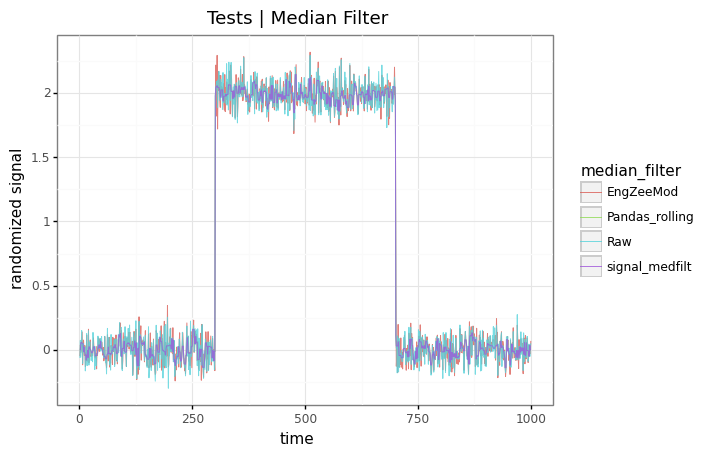 Tests | Median Filter
randomized signal
2
1.5
1
0.5
0
0
250
500
750
1000
time
median_filter
EngZeeMod
Pandas_rolling
Raw
signal_medfilt